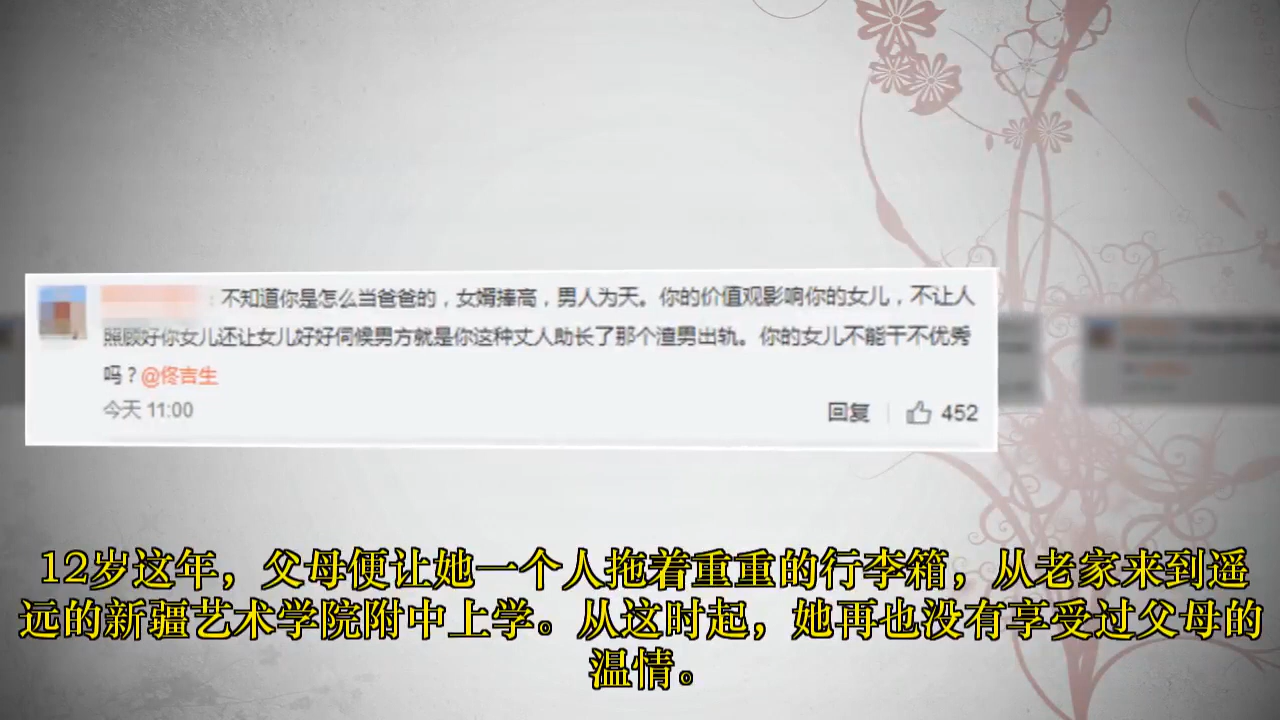 ：不知道你是怎么当爸爸的，女婿捧高，男人为天。你的价值观影响你的女儿，不让人
照顾好你女儿还让女儿好好伺候男方就是你这种丈人助长了那个渣男出轨。你的女儿不能干不优秀
吗？@佟吉生
今天 11:00
回复 452
12岁这年，父母便让她一个人拖着重重的行李箱，从老家来到遥
远的新疆艺术学院附中上学。从这时起，她再也没有享受过父母的
温情。